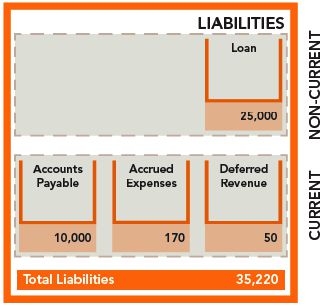 LIABILITIES
Loan
25,000
NON-CURRENT
Accounts
Payable
10,000
Accrued
Expenses
170
Deferred
Revenue
50
CURRENT
Total Liabilities 35,220